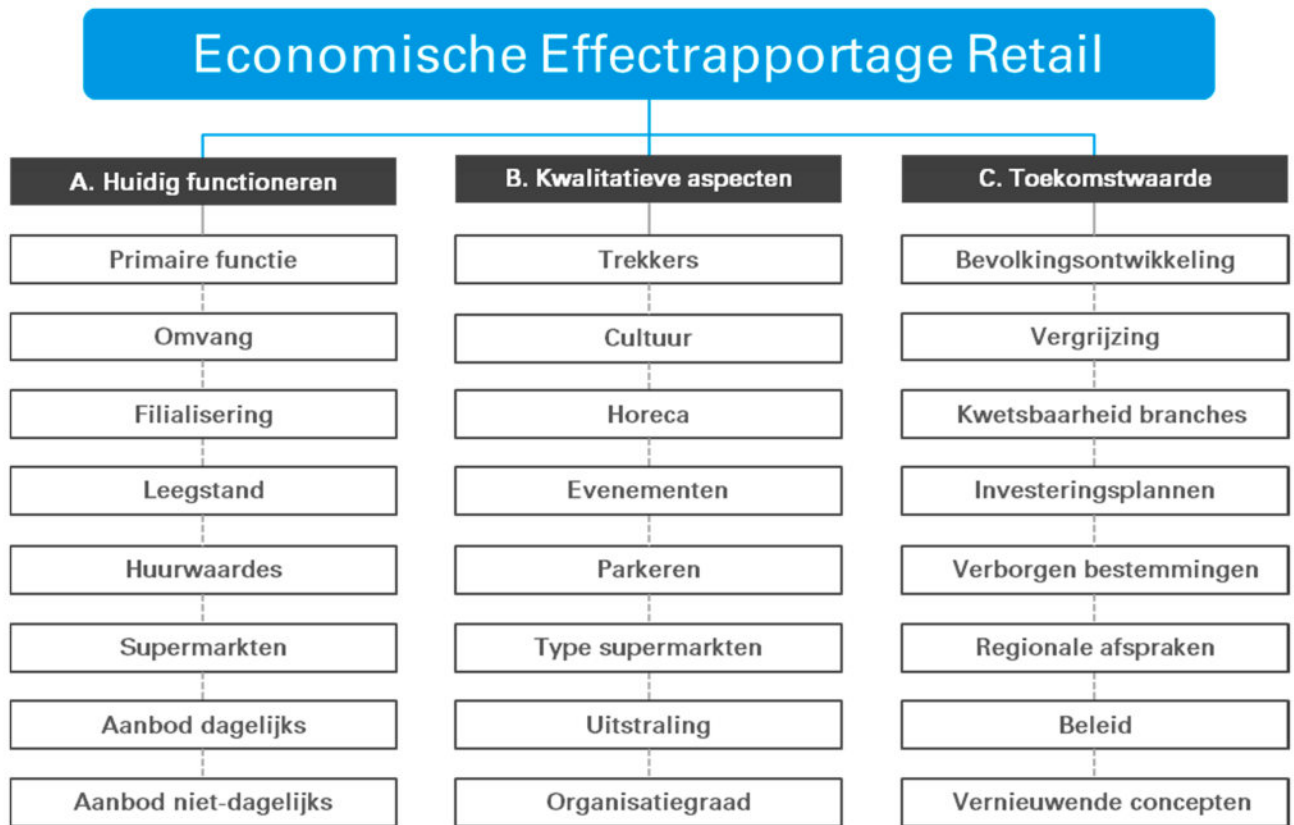 Economische Effectrapportage Retail
A. Huidig functioneren
Primaire functie
Omvang
Filialisering
Leegstand
Huurwaardes
Supermarkten
Aanbod dagelijks
Aanbod niet-dagelijks
B. Kwalitatieve aspecten
Trekkers
Cultuur
Horeca
Evenementen
Parkeren
Type supermarkten
Uitstraling
Organisatiegraad
C. Toekomstwaarde
Bevolkingsontwikkeling
Vergrijzing
Kwetsbaarheid branches
Investeringsplannen
Verborgen bestemmingen
Regionale afspraken
Beleid
Vernieuwende concepten